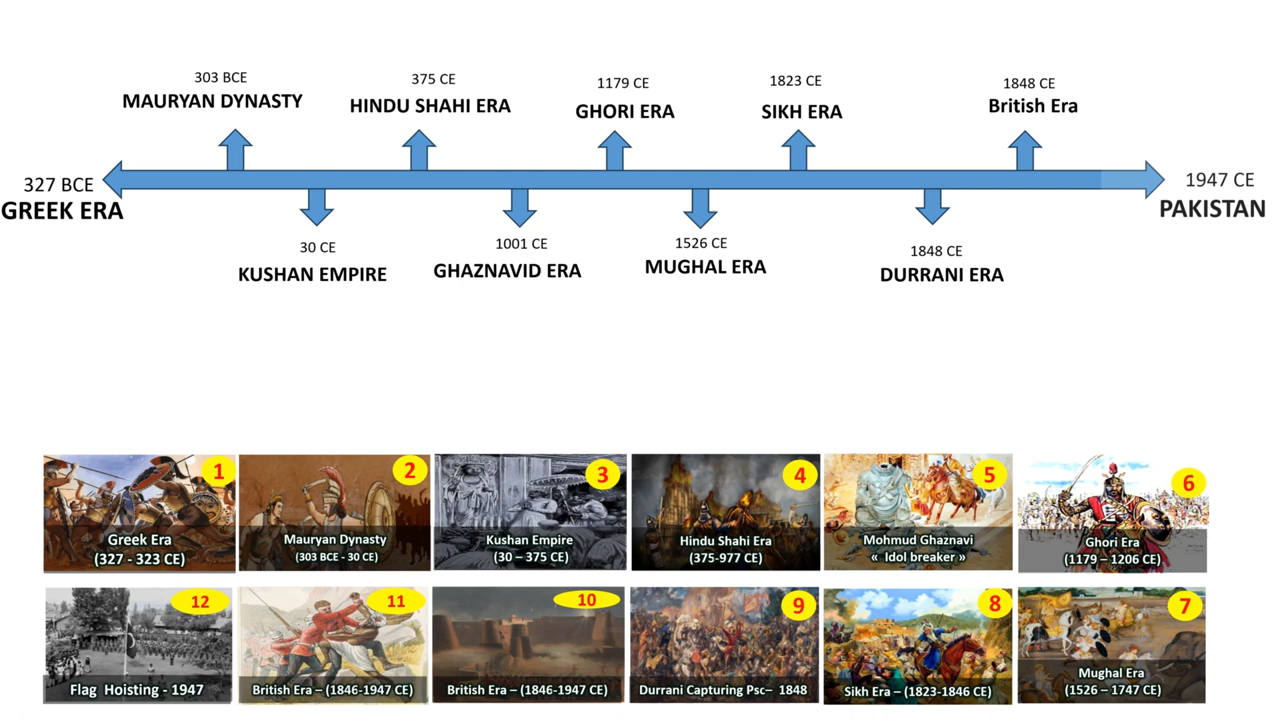 303 BCE
MAURYAN DYNASTY
375 CE
HINDU SHAHI ERA
1179 CE
GHORI ERA
1823 CE
SIKH ERA
1848 CE
British Era
327 BCE
GREEK ERA
1947 CE
PAKISTAN
30 CE
KUSHAN EMPIRE
1001 CE
GHAZNAVID ERA
1526 CE
MUGHAL ERA
1848 CE
DURRANI ERA
1
Greek Era
(327 - 323 CE)
2
Mauryan Dynasty
(303 BCE - 30 CE)
3
Kushan Empire
(30 – 375 CE)
4
Hindu Shahi Era
(375-977 CE)
5
Mohmud Ghaznavi
« Idol breaker »
6
Ghori Era
(1179 – 1206 CE)
12
Flag Hoisting - 1947
11
British Era – (1846-1947 CE)
10
British Era – (1846-1947 CE)
9
Durrani Capturing Psc– 1848
8
Sikh Era – (1823-1846 CE)
7
Mughal Era
(1526 – 1747 CE)